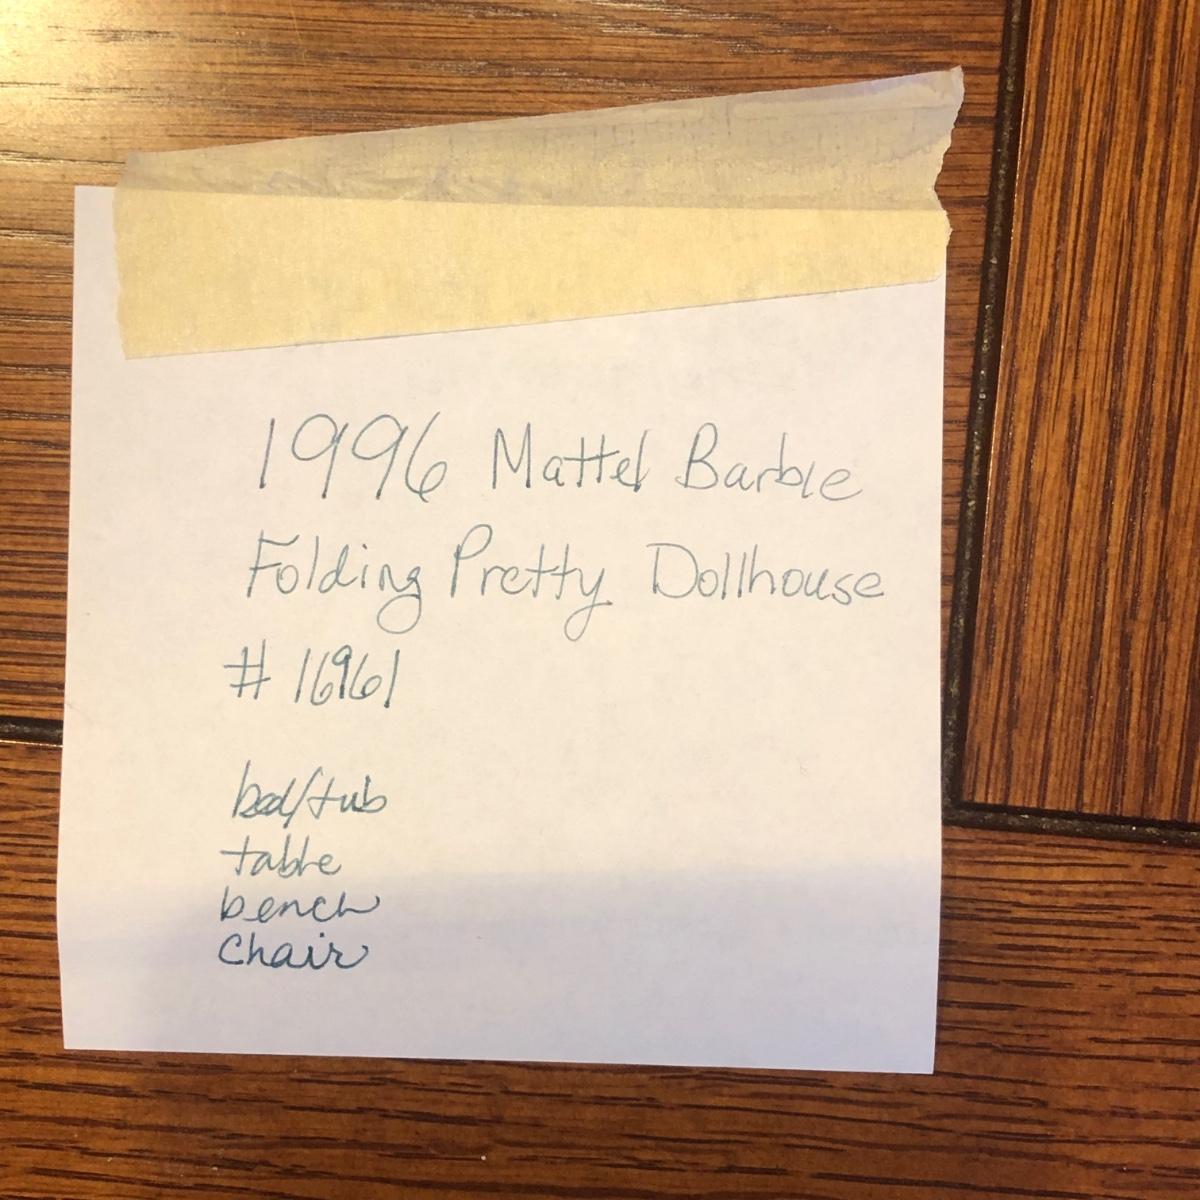 1996 Mattel Barbie
Folding Pretty Dollhouse
# 16961
bed/tub
table
bench
chair